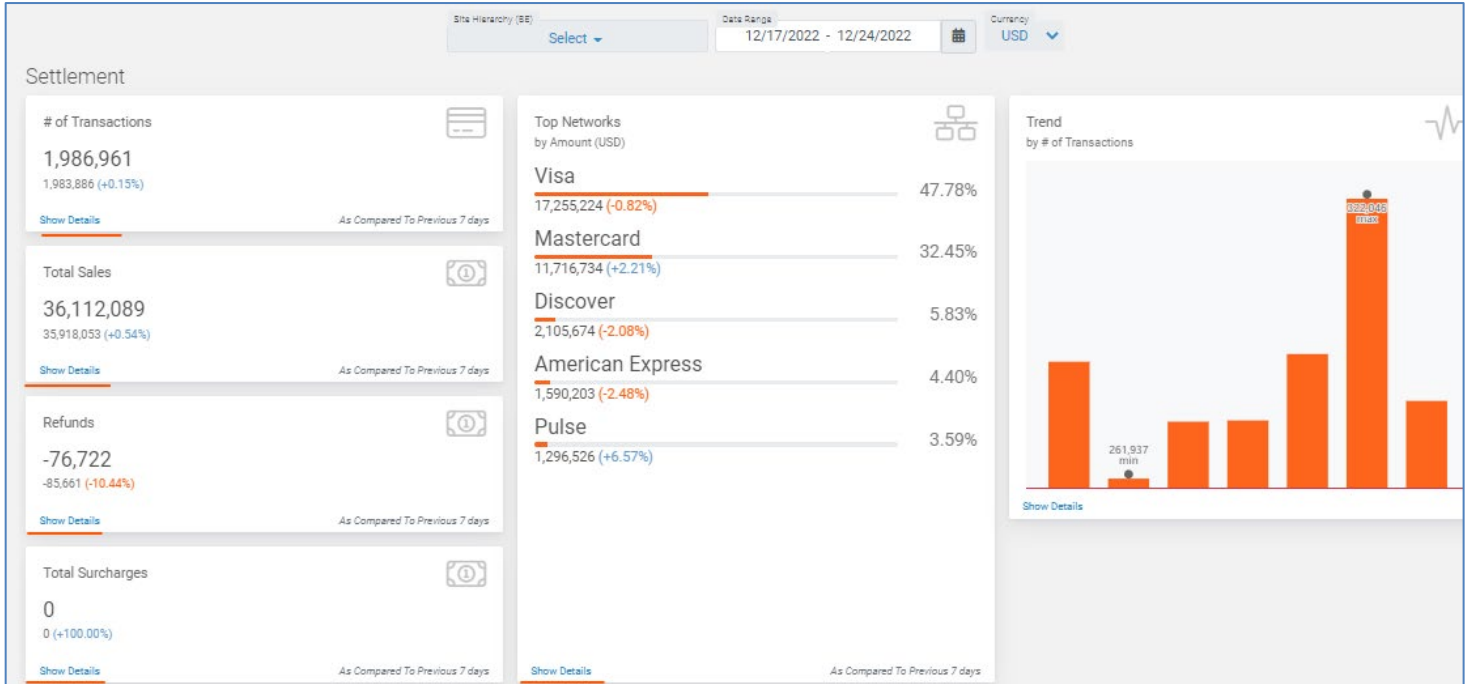 Site Hierarchy (BE)
Select
Date Range
12/17/2022 - 12/24/2022
Currency
USD
Settlement
# of Transactions
1,986,961
1,983,886 (+0.15%)
Show Details
As Compared To Previous 7 days
Total Sales
36,112,089
35,918,053 (+0.54%)
Show Details
As Compared To Previous 7 days
Refunds
-76,722
-85,661 (-10.44%)
Show Details
As Compared To Previous 7 days
Total Surcharges
0
0 (+100.00%)
Show Details
As Compared To Previous 7 days
Top Networks
by Amount (USD)
Visa
47.78%
17,255,224 (-0.82%)
Mastercard
32.45%
11,716,734 (+2.21%)
Discover
5.83%
2,105,674 (-2.08%)
American Express
4.40%
1,590,203 (-2.48%)
Pulse
3.59%
1,296,526 (+6.57%)
Show Details
As Compared To Previous 7 days
Trend
by # of Transactions
322,046
max
261,937
min
Show Details